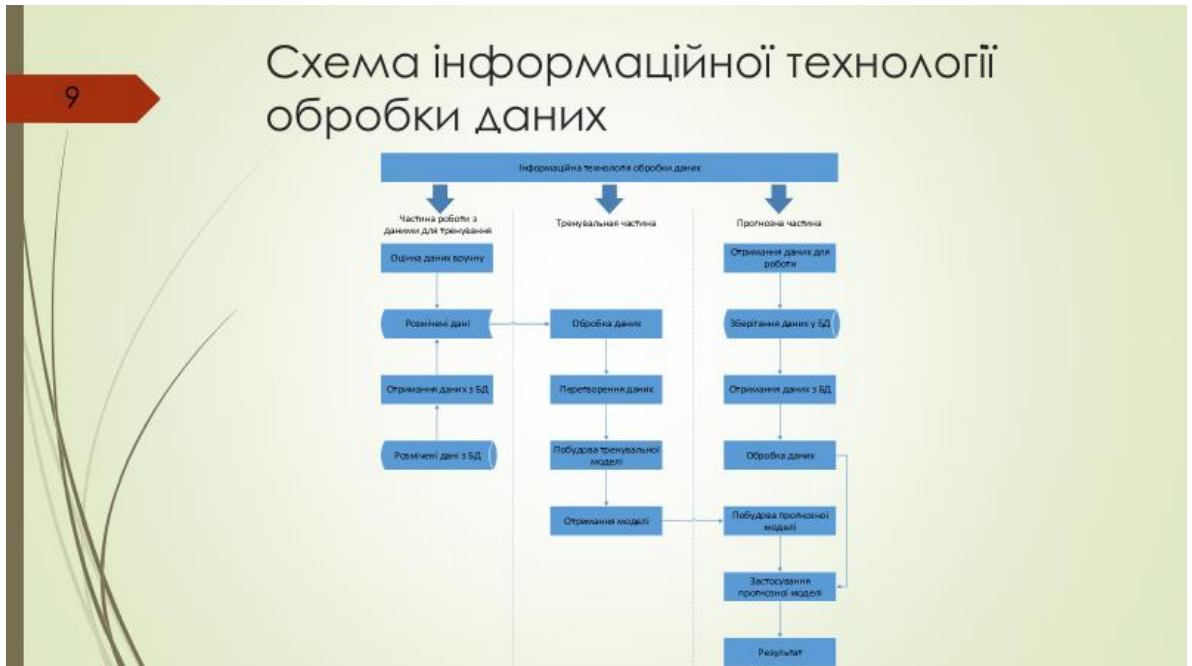 9
Схема інформаційної технології
обробки даних
Інформаційна технологія обробки даних
Частина роботи з
даними для тренування
Тренувальная частина
Прогнозна частина
Оцінка даних вручну
Розмічені дані
Отримання даних з БД
Розмічені дані з БД
Обробка даних
Перетворення даних
Побудова тренувальної
моделі
Отримання моделі
Отримання даних для
роботи
Зберігання даних у БД
Отримання даних з БД
Обробка даних
Побудова прогнозної
моделі
Застосування
прогнозної моделі
Результат